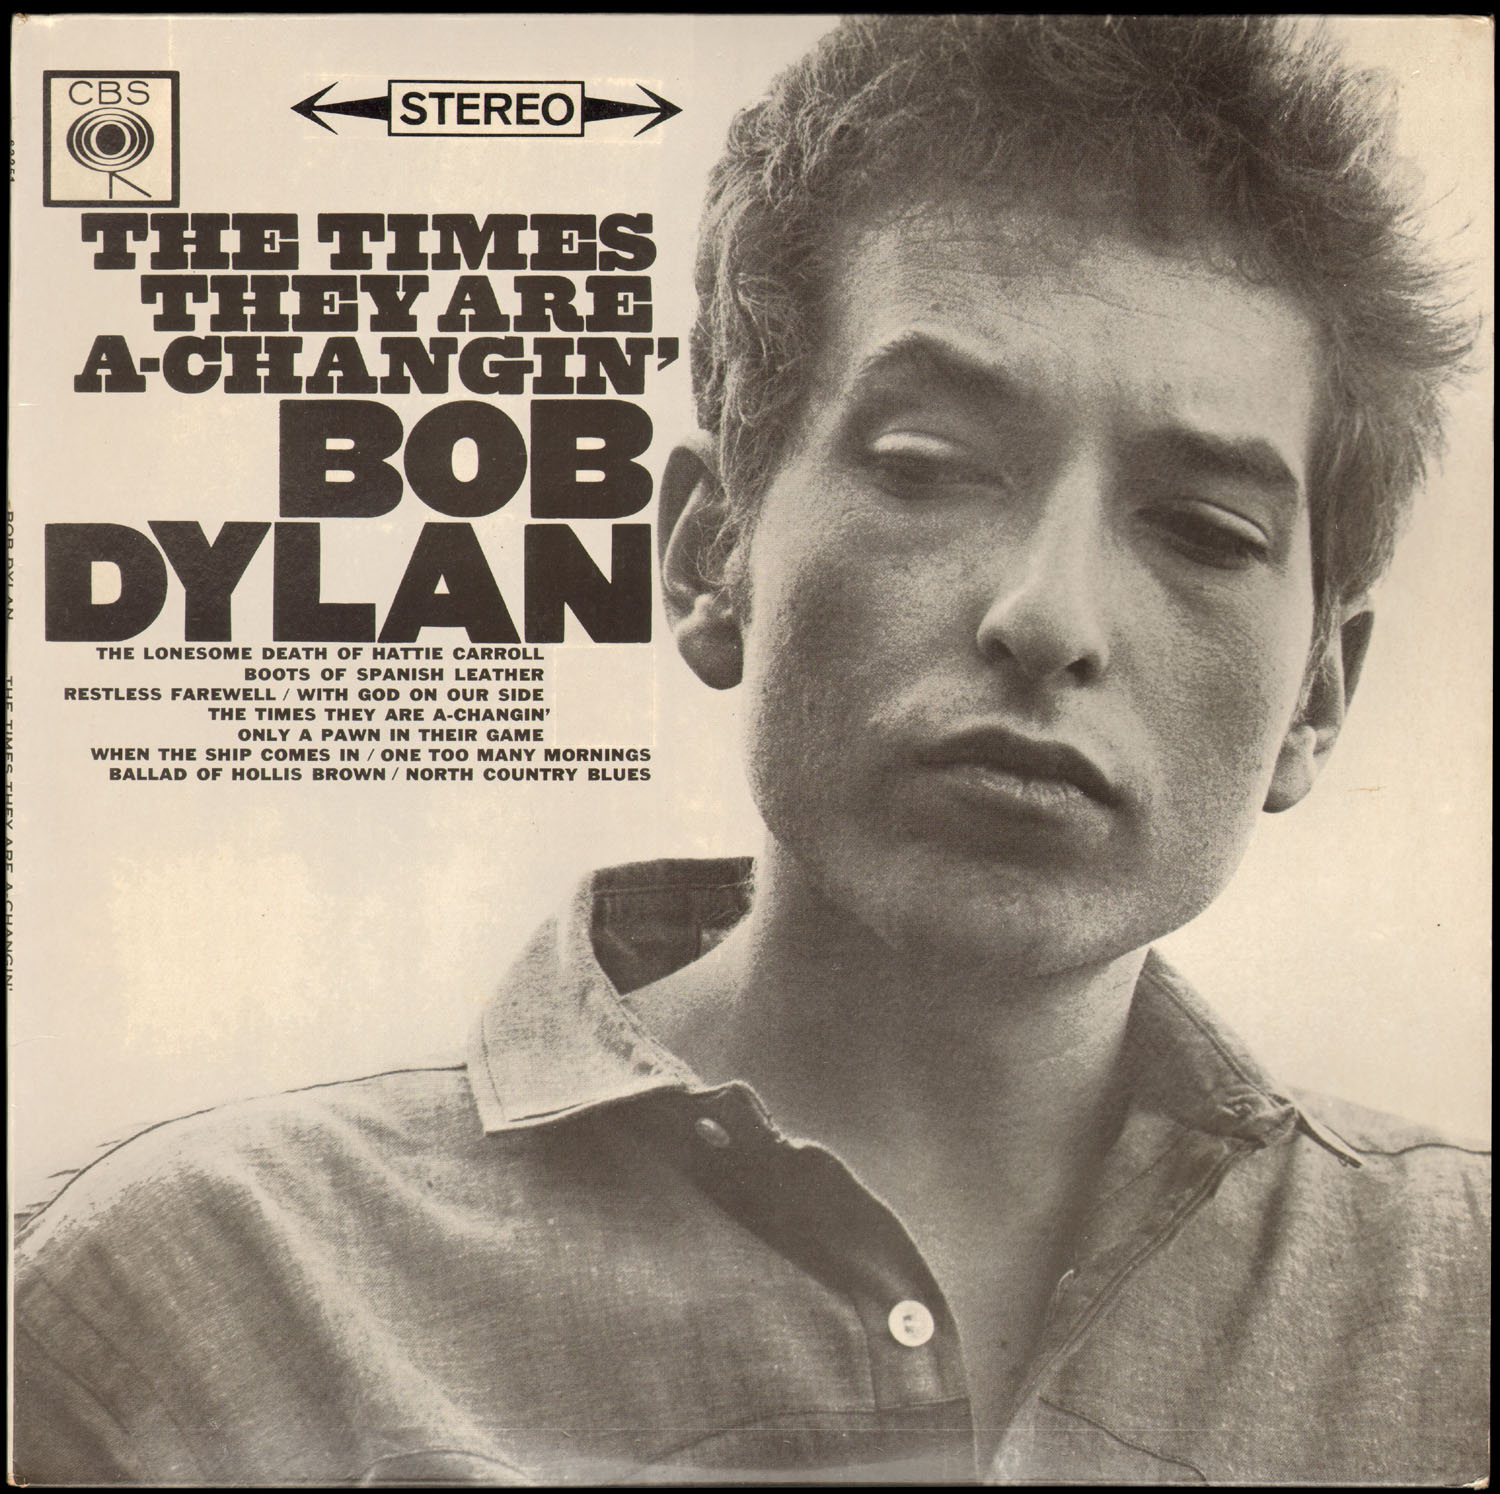 CBS
STEREO
THE TIMES
THEY ARE
A-CHANGIN'
BOB
DYLAN
THE LONESOME DEATH OF HATTIE CARROLL
BOOTS OF SPANISH LEATHER
RESTLESS FAREWELL / WITH GOD ON OUR SIDE
THE TIMES THEY ARE A-CHANGIN'
ONLY A PAWN IN THEIR GAME
WHEN THE SHIP COMES IN / ONE TOO MANY MORNINGS
BALLAD OF HOLLIS BROWN / NORTH COUNTRY BLUES
BOB DYLAN THE TIMES THEY ARE A-CHANGIN'